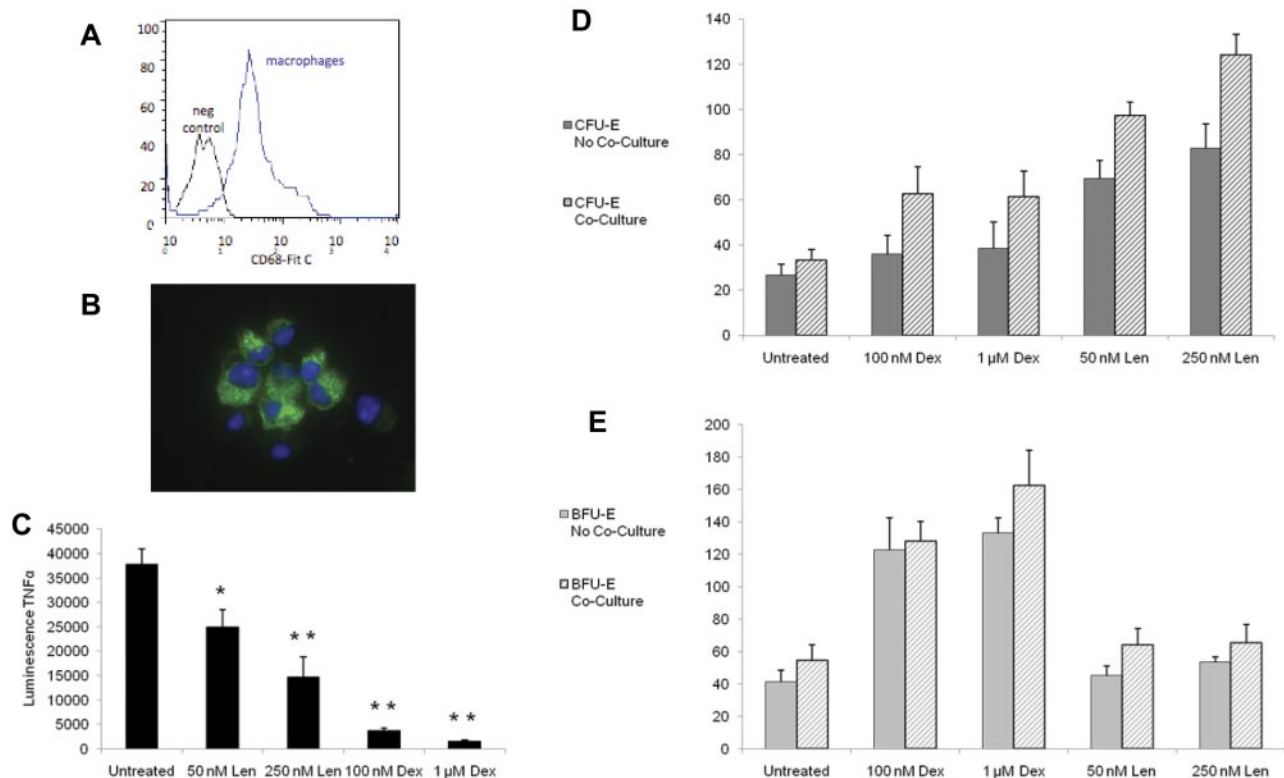 A
100
80
60
40
20
0
macrophages
neg
control
10 10 10 10 10
0 1 2 3 4
CD68-Fit C
B
C
Luminescence TNFα
45000
40000
35000
30000
25000
20000
15000
10000
5000
0
*
* *
* *
* *
Untreated 50 nM Len 250 nM Len 100 nM Dex 1 µM Dex
D
CFU-E
No Co-Culture
CFU-E
Co-Culture
140
120
100
80
60
40
20
0
Untreated 100 nM Dex 1 µM Dex 50 nM Len 250 nM Len
E
BFU-E
No Co-Culture
BFU-E
Co-Culture
200
180
160
140
120
100
80
60
40
20
0
Untreated 100 nM Dex 1 µM Dex 50 nM Len 250 nM Len